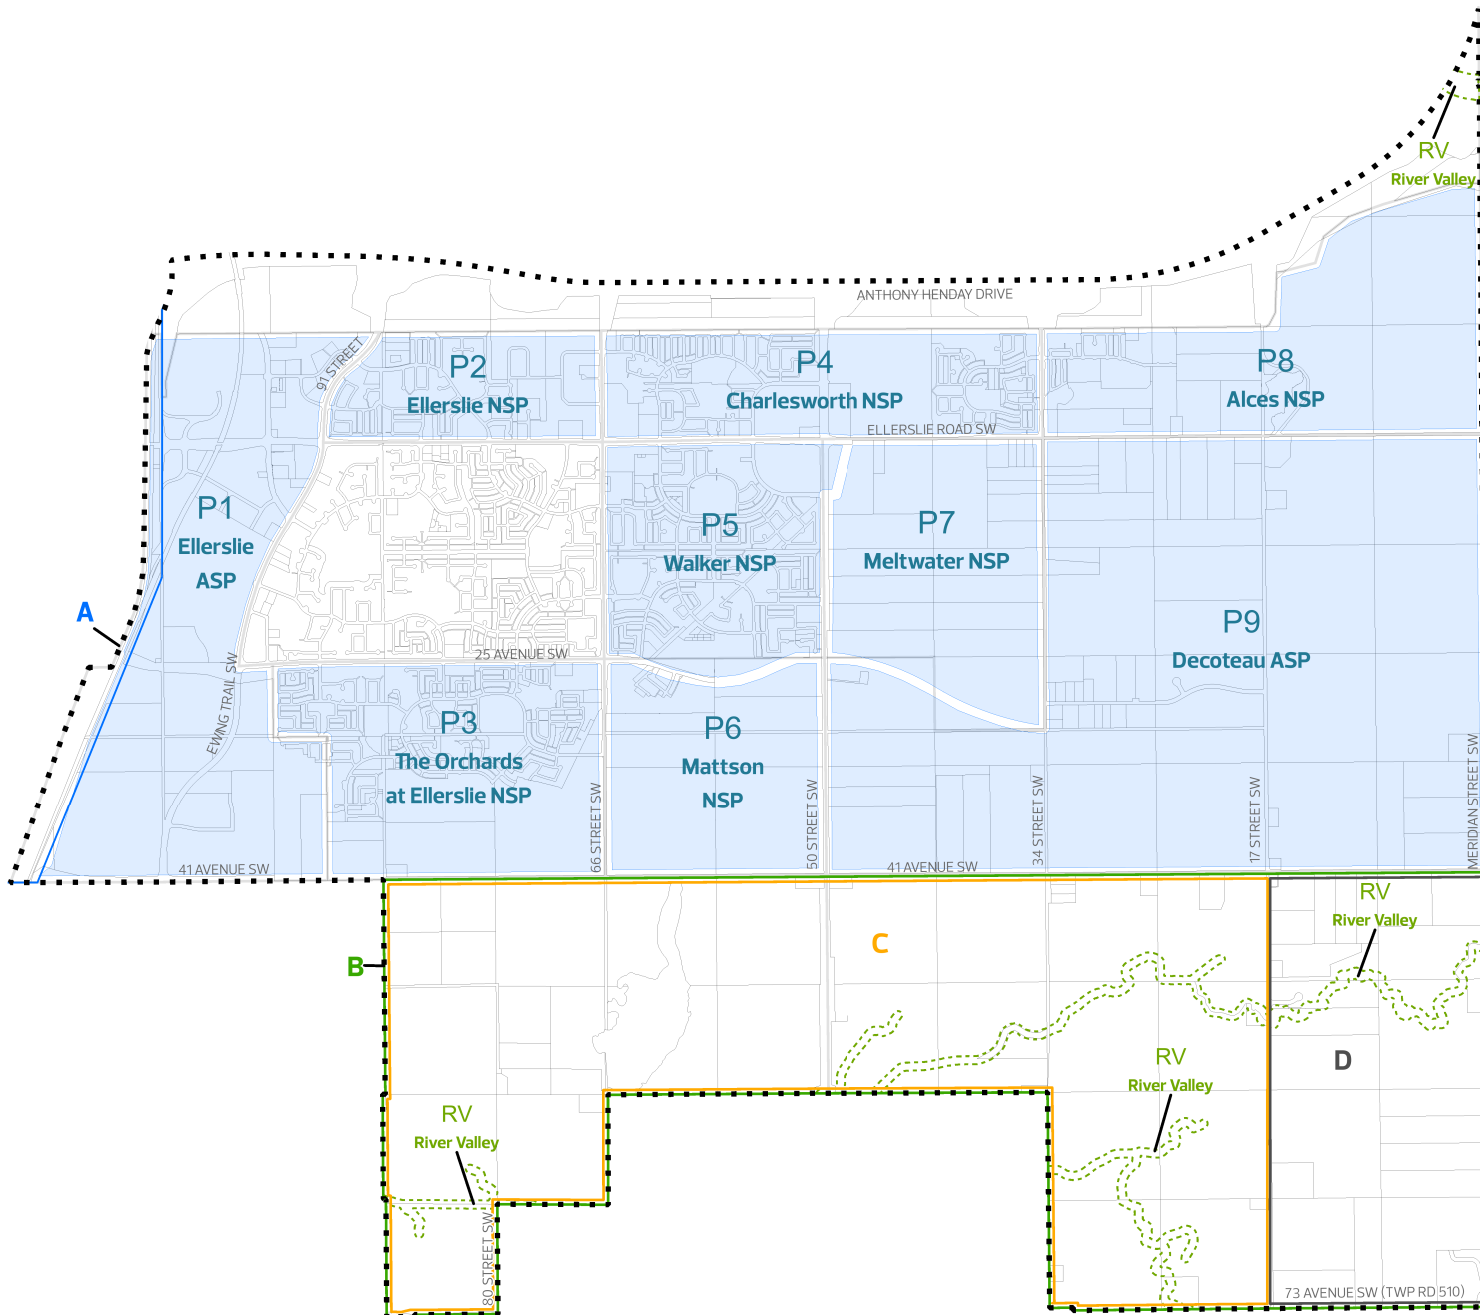 RV
River Valley
ANTHONY HENDAY DRIVE
91 STREET
P2
Ellerslie NSP
P4
Charlesworth NSP
P8
Alces NSP
ELLERSLIE ROAD SW
P1
Ellerslie
ASP
P5
Walker NSP
P7
Meltwater NSP
A
P9
Decoteau ASP
25 AVENUE SW
EWING TRAIL SW
P3
The Orchards
at Ellerslie NSP
P6
Mattson
NSP
66 STREET SW
50 STREET SW
34 STREET SW
17 STREET SW
MERIDIAN STREET SW
41 AVENUE SW
41 AVENUE SW
RV
River Valley
C
B
D
RV
River Valley
RV
River Valley
80 STREET SW
73 AVENUE SW (TWP RD 510)